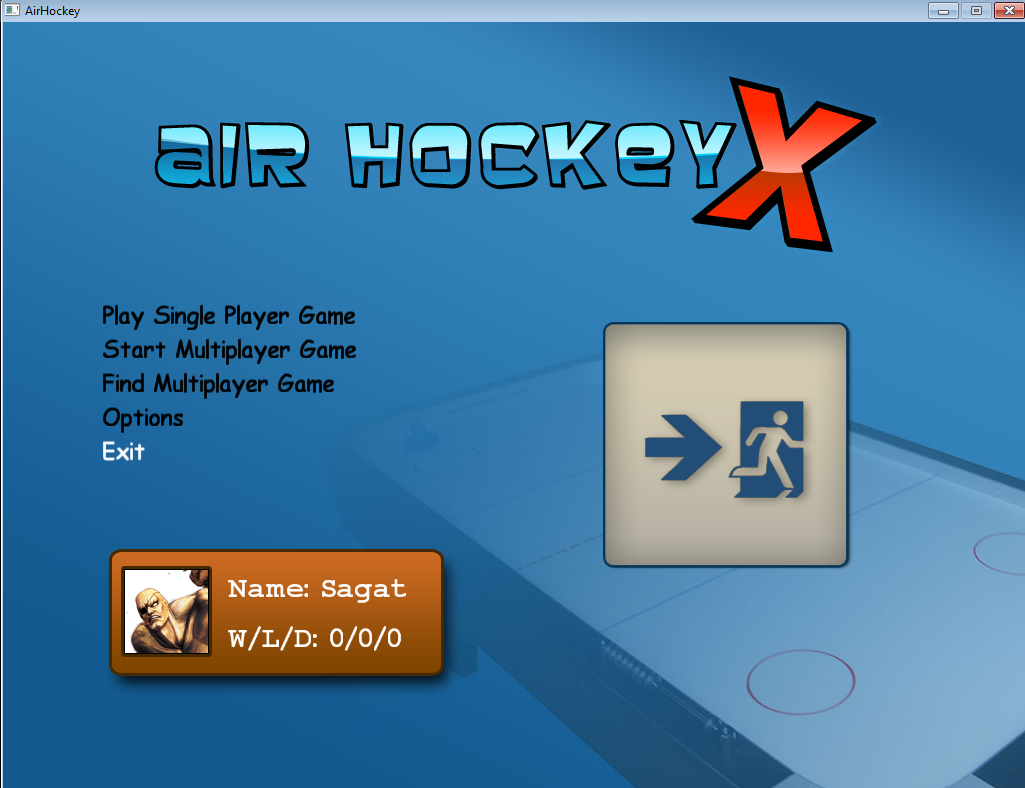 AirHockey
AIR HOCKEY X
Play Single Player Game
Start Multiplayer Game
Find Multiplayer Game
Options
Exit
Name: Sagat
W/L/D: 0/0/0